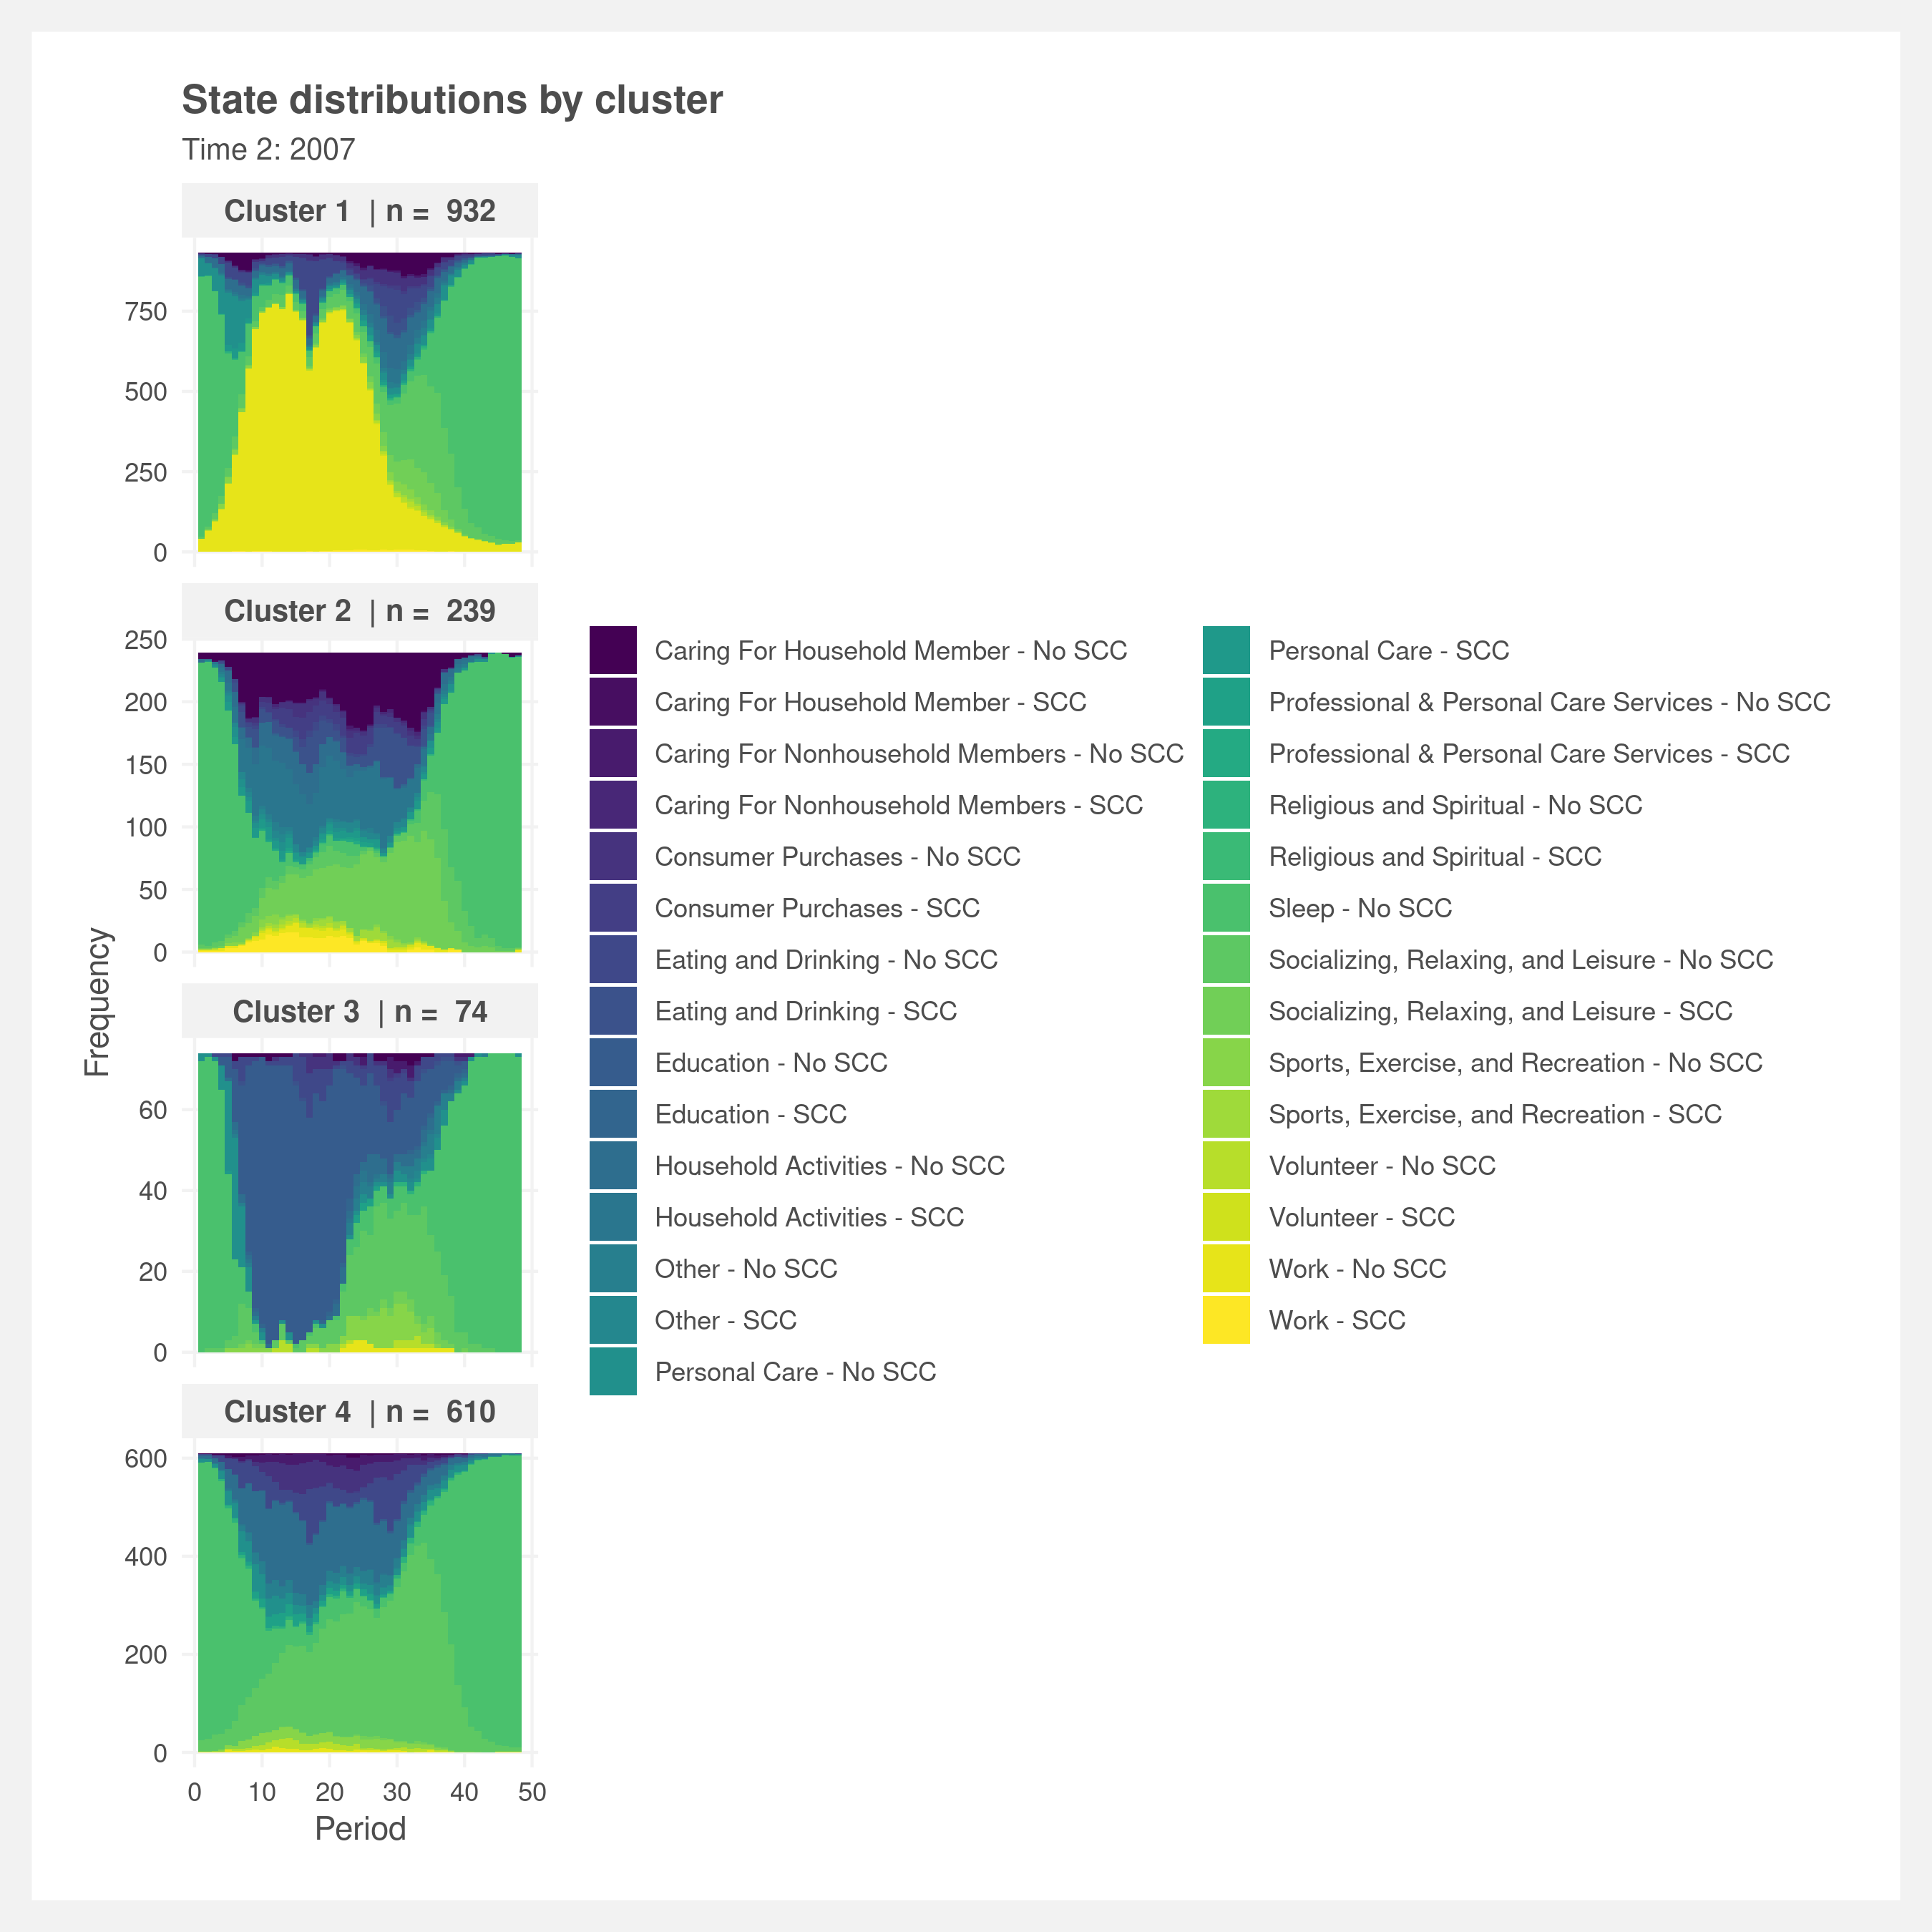 State distributions by cluster
Time 2: 2007
Cluster 1 | n = 932
750
500
250
0
Cluster 2 | n = 239
250
200
150
100
50
0
Cluster 3 | n = 74
60
40
20
0
Cluster 4 | n = 610
600
400
200
0
0 10 20 30 40 50
Period
Frequency
Caring For Household Member - No SCC
Caring For Household Member - SCC
Caring For Nonhousehold Members - No SCC
Caring For Nonhousehold Members - SCC
Consumer Purchases - No SCC
Consumer Purchases - SCC
Eating and Drinking - No SCC
Eating and Drinking - SCC
Education - No SCC
Education - SCC
Household Activities - No SCC
Household Activities - SCC
Other - No SCC
Other - SCC
Personal Care - No SCC
Personal Care - SCC
Professional & Personal Care Services - No SCC
Professional & Personal Care Services - SCC
Religious and Spiritual - No SCC
Religious and Spiritual - SCC
Sleep - No SCC
Socializing, Relaxing, and Leisure - No SCC
Socializing, Relaxing, and Leisure - SCC
Sports, Exercise, and Recreation - No SCC
Sports, Exercise, and Recreation - SCC
Volunteer - No SCC
Volunteer - SCC
Work - No SCC
Work - SCC